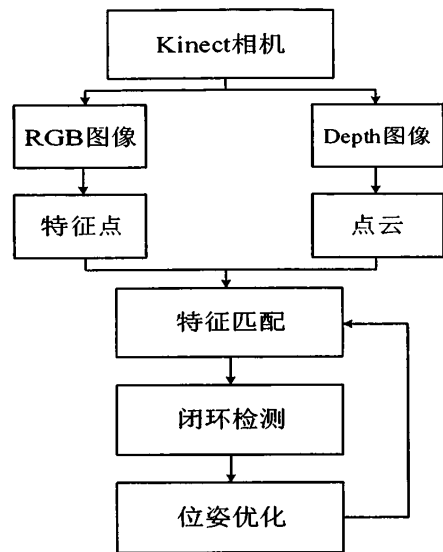 Kinect相机
RGB图像
Depth图像
特征点
点云
特征匹配
闭环检测
位姿优化